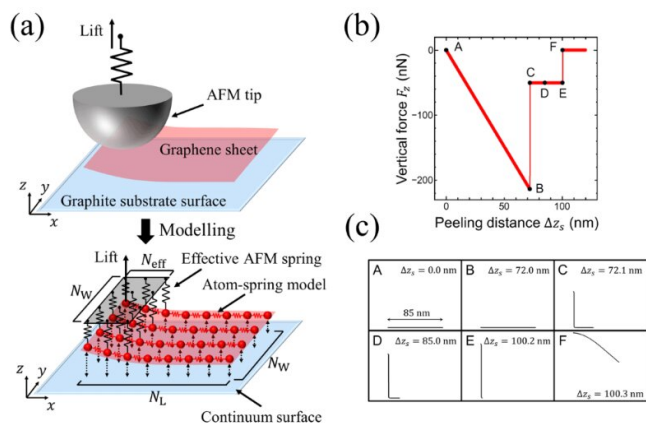 (a)
Lift
AFM tip
Graphene sheet
Graphite substrate surface
z
y
x
Modelling
Lift
N_eff
Effective AFM spring
N_W
Atom-spring model
N_W
N_L
Continuum surface
z
y
x
(b)
Vertical force F_z (nN)
0
−100
−200
A
F
C
D
E
B
0
50
100
Peeling distance Δz_s (nm)
(c)
A
Δz_s = 0.0 nm
85 nm
B
Δz_s = 72.0 nm
C
Δz_s = 72.1 nm
D
Δz_s = 85.0 nm
E
Δz_s = 100.2 nm
F
Δz_s = 100.3 nm